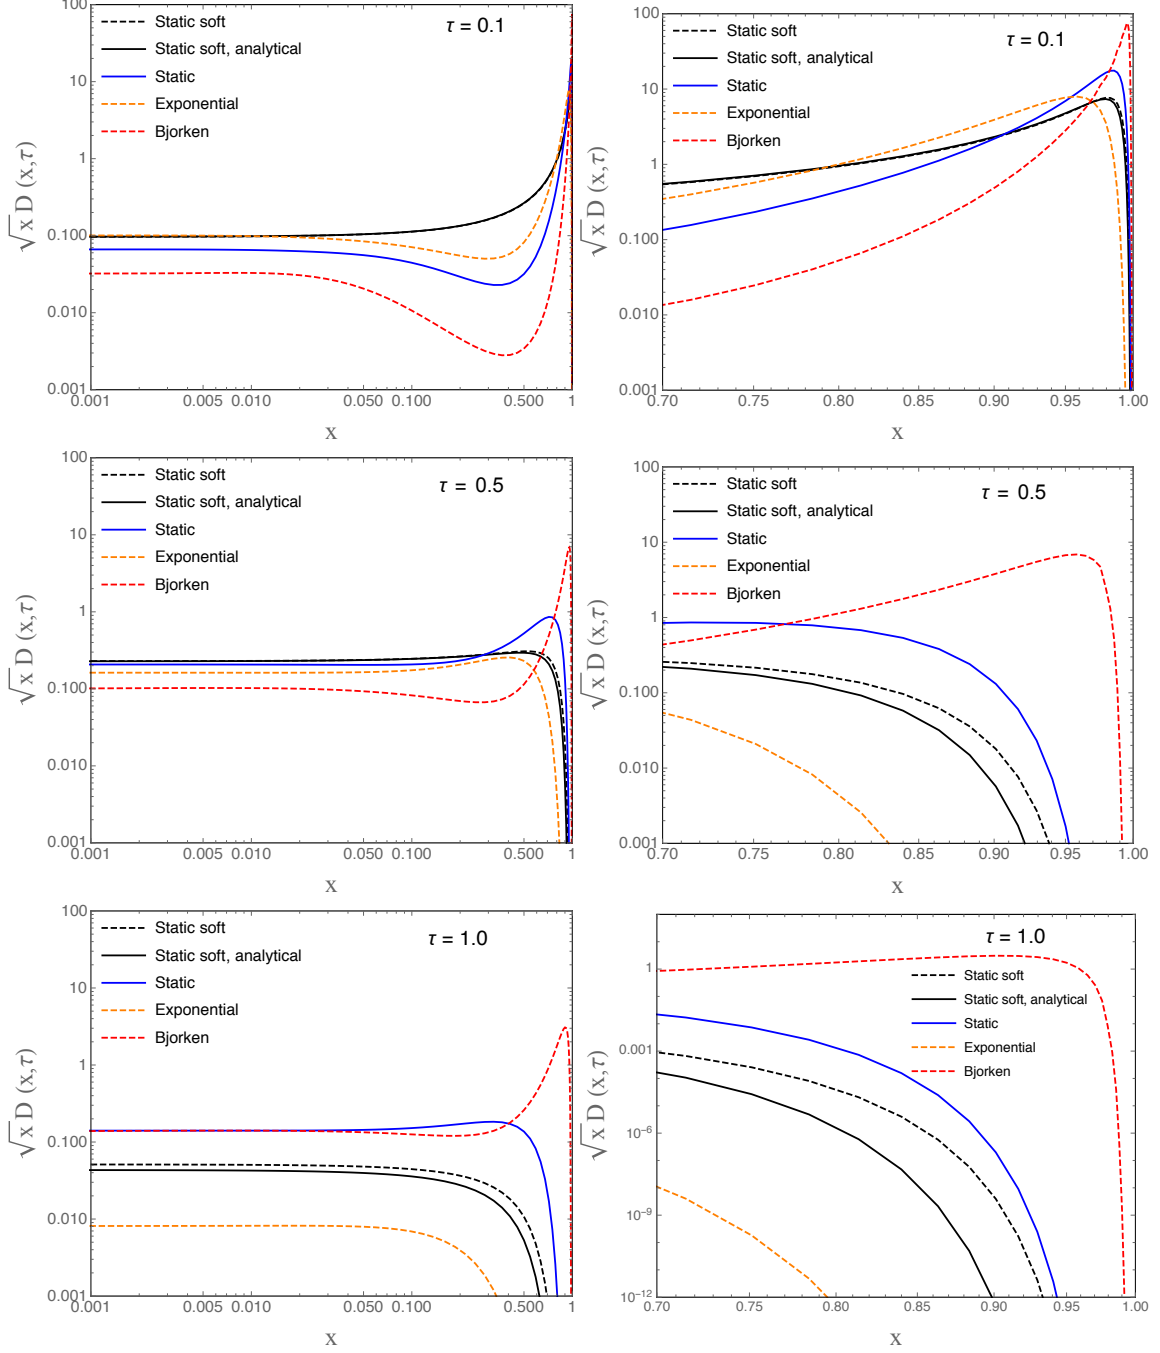 τ = 0.1
Static soft
Static soft, analytical
Static
Exponential
Bjorken
100
10
1
0.100
0.010
0.001
0.001
0.005
0.010
0.050
0.100
0.500
1
√x D (x,τ)
x
τ = 0.1
Static soft
Static soft, analytical
Static
Exponential
Bjorken
100
10
1
0.100
0.010
0.001
0.70
0.75
0.80
0.85
0.90
0.95
1.00
√x D (x,τ)
x
τ = 0.5
Static soft
Static soft, analytical
Static
Exponential
Bjorken
100
10
1
0.100
0.010
0.001
0.001
0.005
0.010
0.050
0.100
0.500
1
√x D (x,τ)
x
τ = 0.5
Static soft
Static soft, analytical
Static
Exponential
Bjorken
100
10
1
0.100
0.010
0.001
0.70
0.75
0.80
0.85
0.90
0.95
1.00
√x D (x,τ)
x
τ = 1.0
Static soft
Static soft, analytical
Static
Exponential
Bjorken
100
10
1
0.100
0.010
0.001
0.001
0.005
0.010
0.050
0.100
0.500
1
√x D (x,τ)
x
τ = 1.0
Static soft
Static soft, analytical
Static
Exponential
Bjorken
1
0.001
10⁻⁶
10⁻⁹
10⁻¹²
0.70
0.75
0.80
0.85
0.90
0.95
1.00
√x D (x,τ)
x